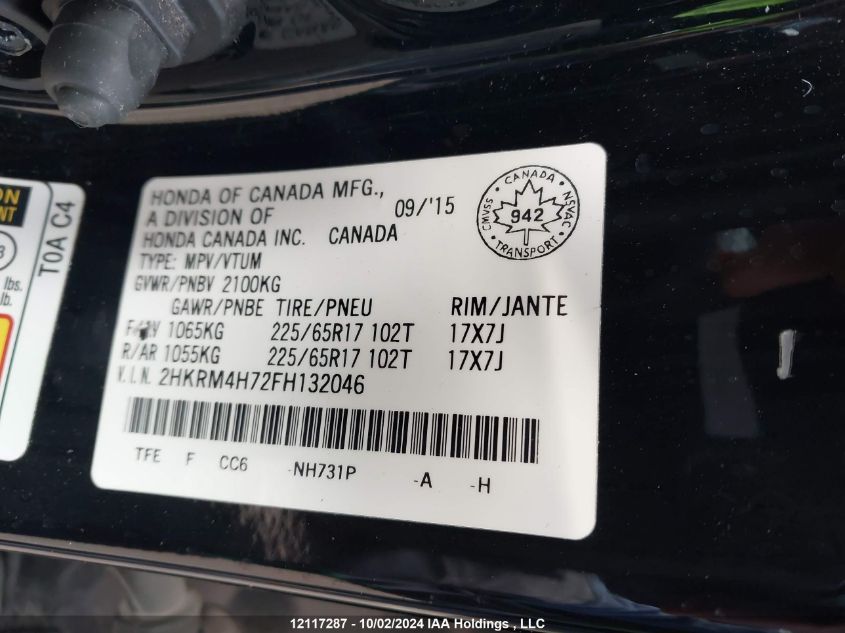 HONDA OF CANADA MFG.,
A DIVISION OF
HONDA CANADA INC. CANADA
09/'15
CANADA
CMVSS 942 NSVAC
TRANSPORT
TYPE: MPV/VTUM
GVWR/PNBV 2100KG
GAWR/PNBE TIRE/PNEU RIM/JANTE
1065KG 225/65R17 102T 17X7J
R/AR 1055KG 225/65R17 102T 17X7J
V.I.N. 2HKRM4H72FH132046
TFE F CC6 -NH731P -A -H
T0A C4
lbs.
lb.
12117287 - 10/02/2024 IAA Holdings , LLC